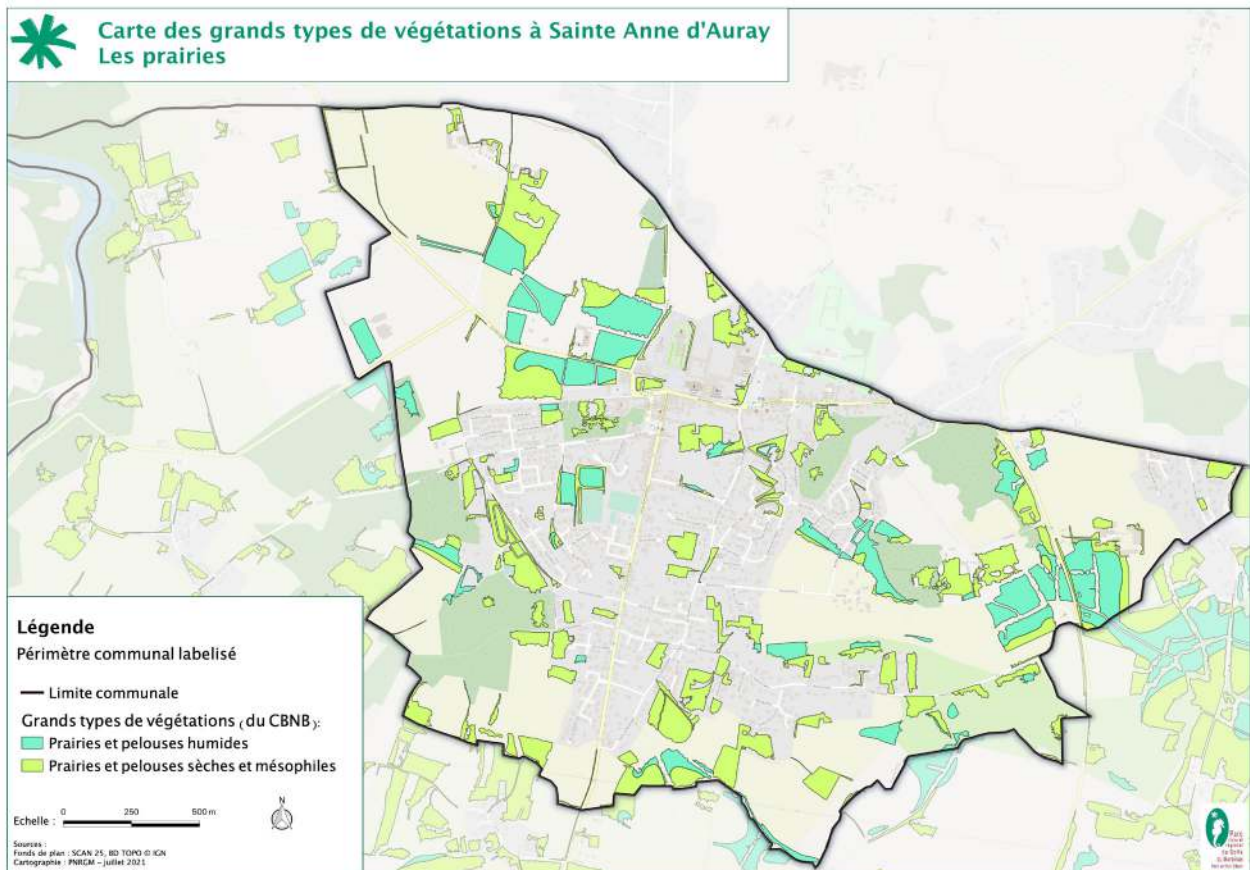 Carte des grands types de végétations à Sainte Anne d'Auray
Les prairies
Légende
Périmètre communal labelisé
Limite communale
Grands types de végétations ( du CBNB ):
Prairies et pelouses humides
Prairies et pelouses sèches et mésophiles
Echelle : 0 250 500 m
N
Sources :
Fonds de plan : SCAN 25, BD TOPO © IGN
Cartographie : PNRGM - juillet 2021
Parc